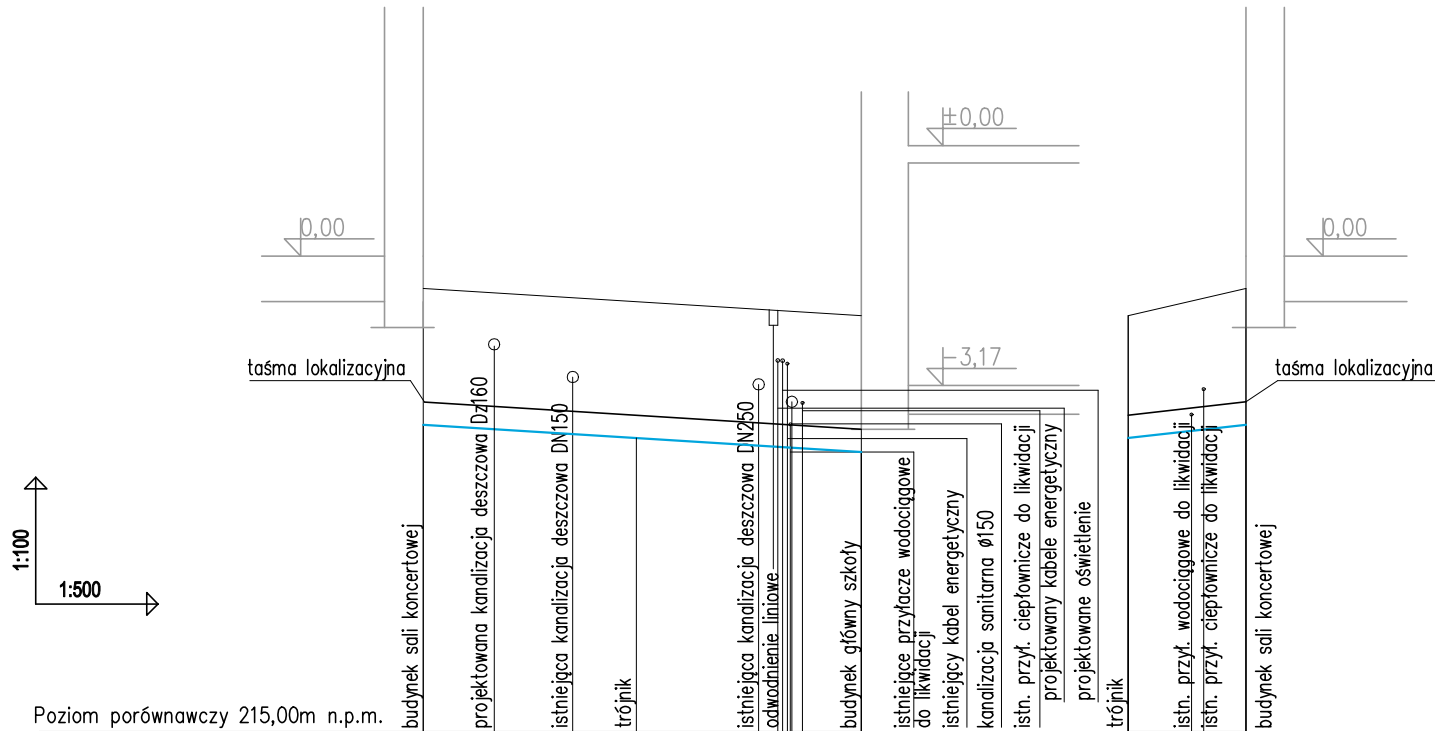 ±0,00
0,00
0,00
-3,17
taśma lokalizacyjna
taśma lokalizacyjna
1:100
1:500
Poziom porównawczy 215,00m n.p.m.
budynek sali koncertowej
projektowana kanalizacja deszczowa Dz160
istniejąca kanalizacja deszczowa DN150
trójnik
istniejąca kanalizacja deszczowa DN250
odwodnienie liniowe
budynek główny szkoły
istniejące przyłacze wodociągowe
do likwidacji
istniejący kabel energetyczny
kanalizacja sanitarna ø150
istn. przył. ciepłownicze do likwidacji
projektowany kabele energetyczny
projektowane oświetlenie
trójnik
istn. przył. wodociągowe do likwidacji
istn. przył. ciepłownicze do likwidacji
budynek sali koncertowej